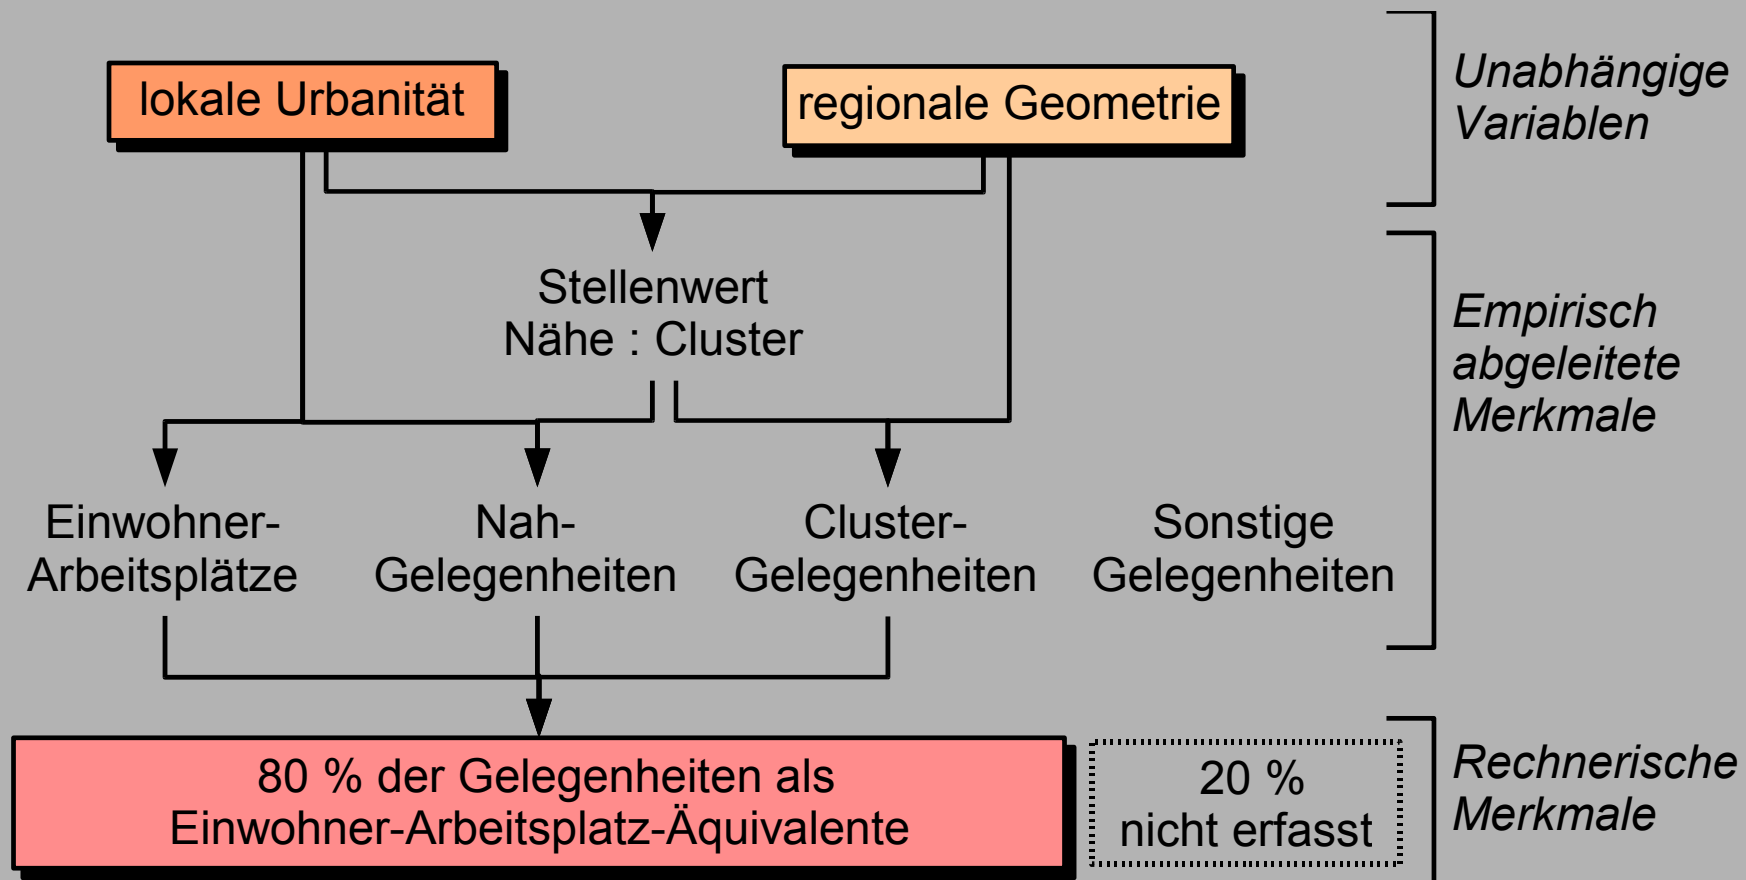 lokale Urbanität
regionale Geometrie
Unabhängige
Variablen
Stellenwert
Nähe : Cluster
Empirisch
abgeleitete
Merkmale
Einwohner-
Arbeitsplätze
Nah-
Gelegenheiten
Cluster-
Gelegenheiten
Sonstige
Gelegenheiten
80 % der Gelegenheiten als
Einwohner-Arbeitsplatz-Äquivalente
20 %
nicht erfasst
Rechnerische
Merkmale